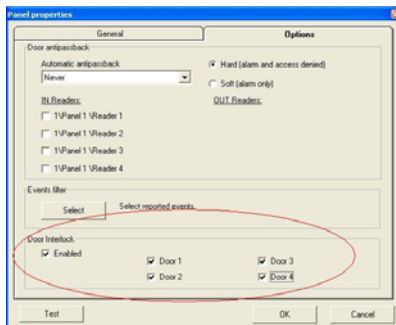 Panel properties
General Options
Door antipassback
Automatic antipassback
Never
Hard (alarm and access denied)
Soft (alarm only)
IN Readers:
OUT Readers:
1\Panel 1 \Reader 1
1\Panel 1 \Reader 2
1\Panel 1 \Reader 3
1\Panel 1 \Reader 4
Events filter
Select
Select reported events.
Door Interlock
Enabled
Door 1
Door 2
Door 3
Door 4
Test OK Cancel